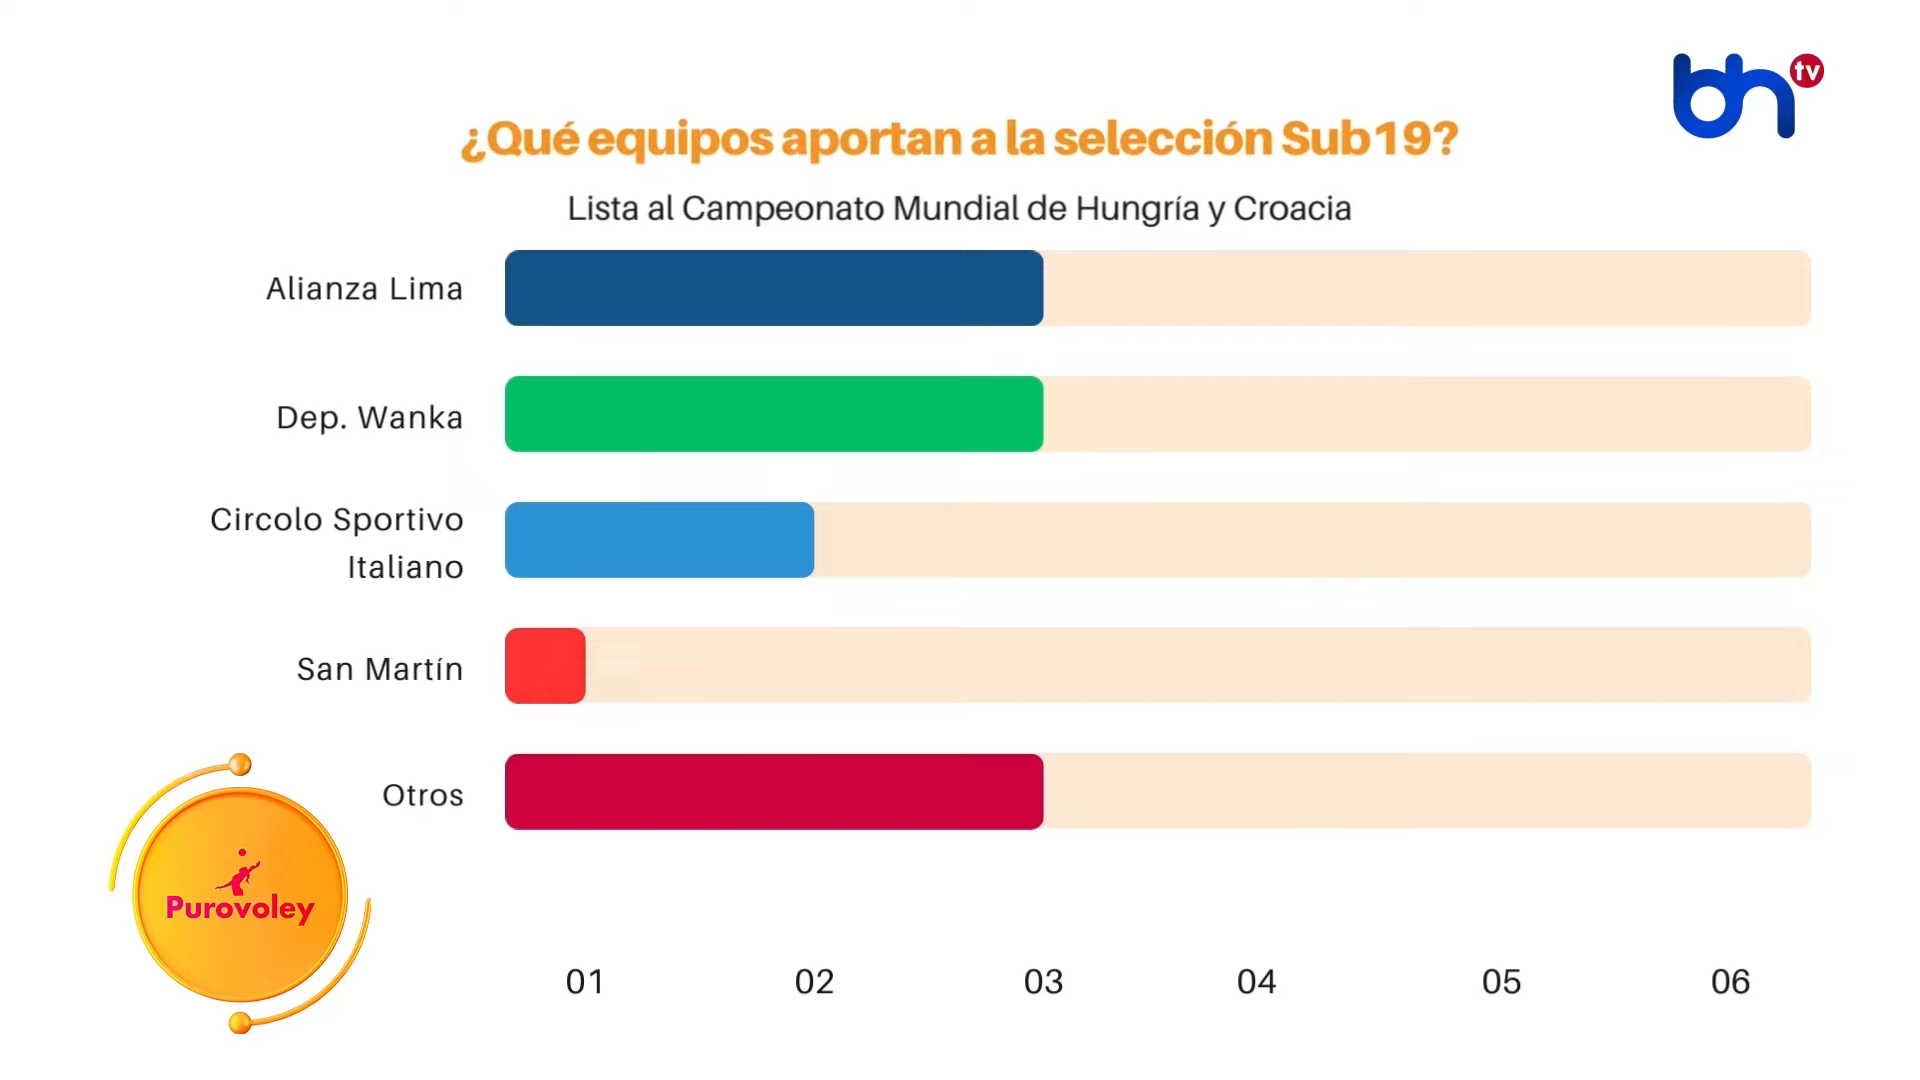 bh tv
¿Qué equipos aportan a la selección Sub19?
Lista al Campeonato Mundial de Hungría y Croacia
Alianza Lima
Dep. Wanka
Circolo Sportivo
Italiano
San Martín
Otros
Purovoley
01 02 03 04 05 06